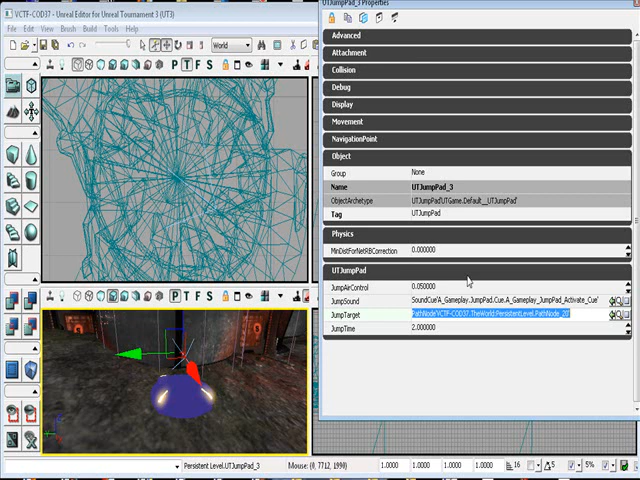 VCTF-COD37 - Unreal Editor for Unreal Tournament 3 (UT3)
UTJumpPad_3 Properties
File Edit View Brush Build Tools Help
World
P T F S
Advanced
Attachment
Collision
Debug
Display
Movement
NavigationPoint
Object
Group None
Name UTJumpPad_3
ObjectArchetype UTJumpPad'UTGame.Default__UTJumpPad'
Tag UTJumpPad
Physics
MinDistForNetRBCorrection 0.000000
UTJumpPad
JumpAirControl 0.050000
JumpSound SoundCue'A_Gameplay.JumpPad.Cue.A_Gameplay_JumpPad_Activate_Cue'
JumpTarget PathNode'VCTF-COD37.TheWorld:PersistentLevel.PathNode_20'
JumpTime 2.000000
P T F S
Persistent Level.UTJumpPad_3 Mouse: (0, 7712, 1990) 1.0000 1.0000 1.0000 1.0000 16 5 5%